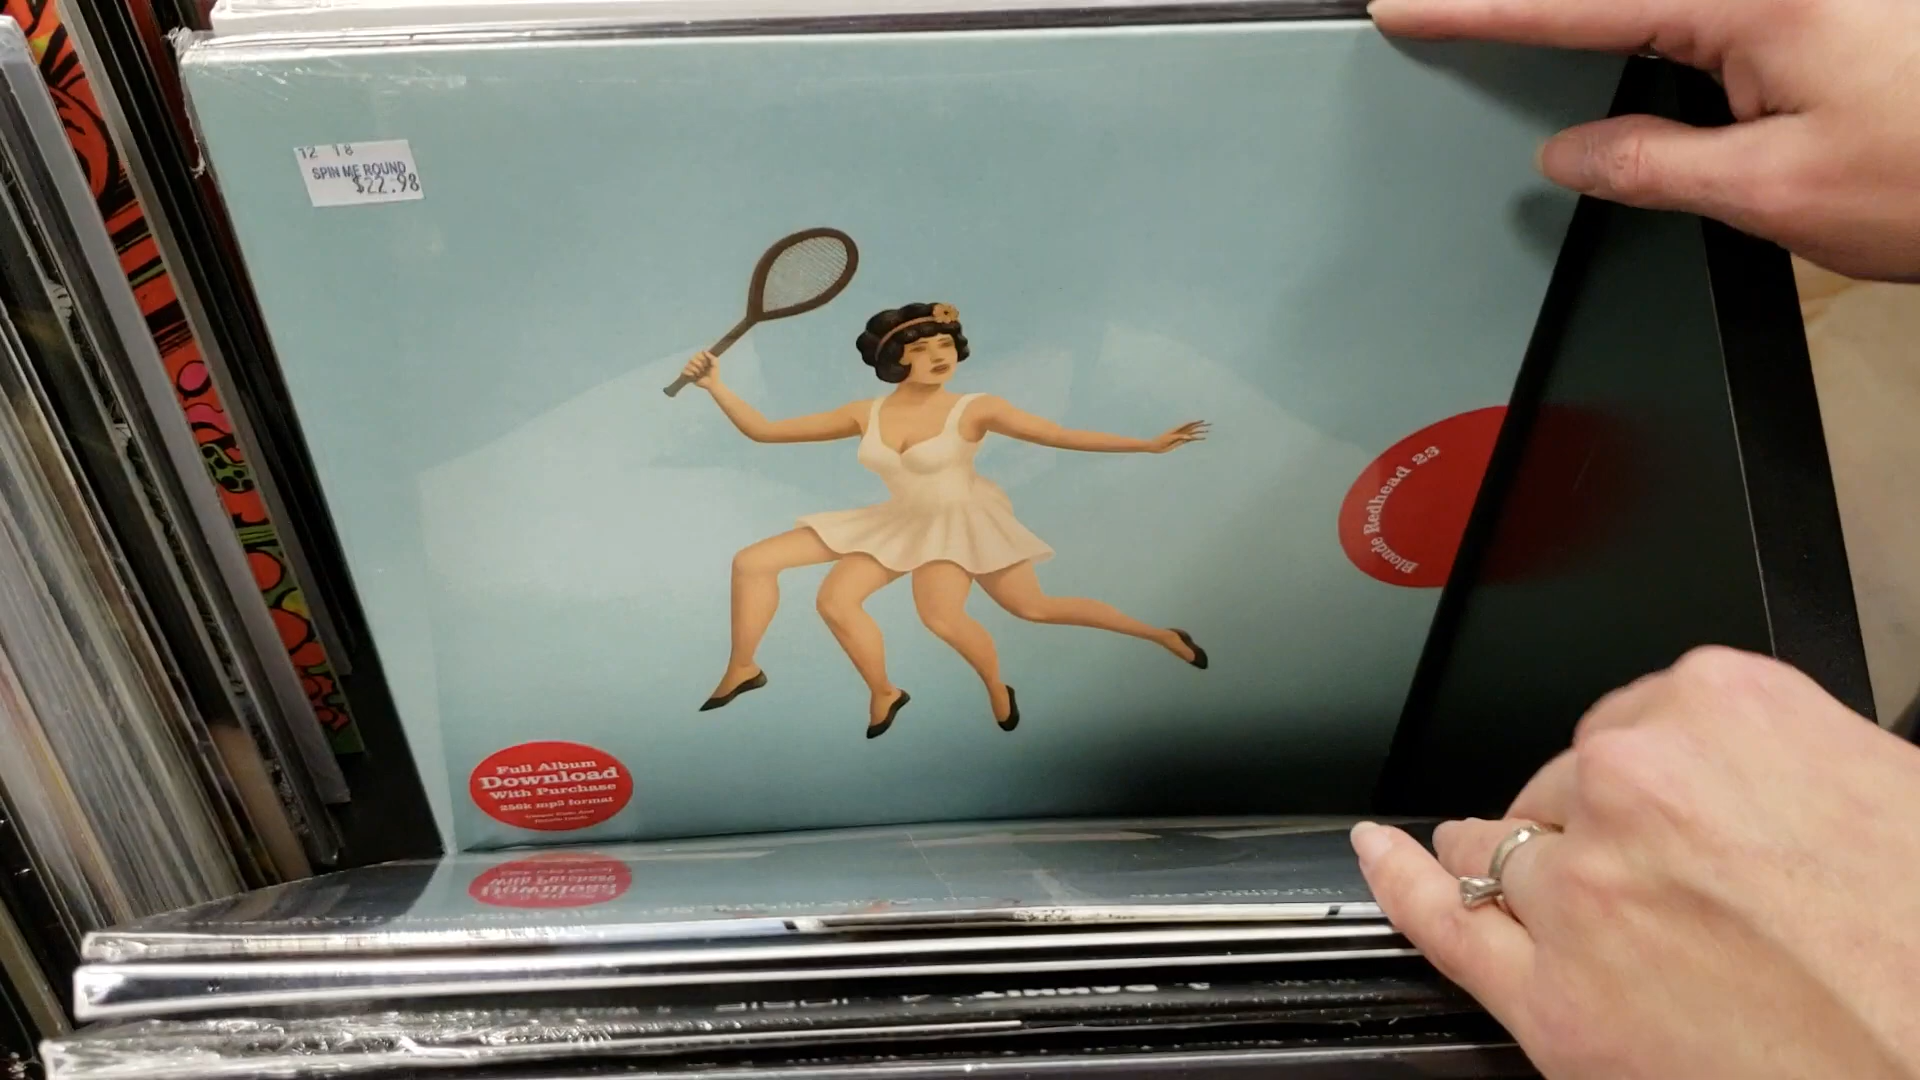 12 18
SPIN ME ROUND
$22.98
Blonde Redhead 23
Full Album
Download
With Purchase
256k mp3 format